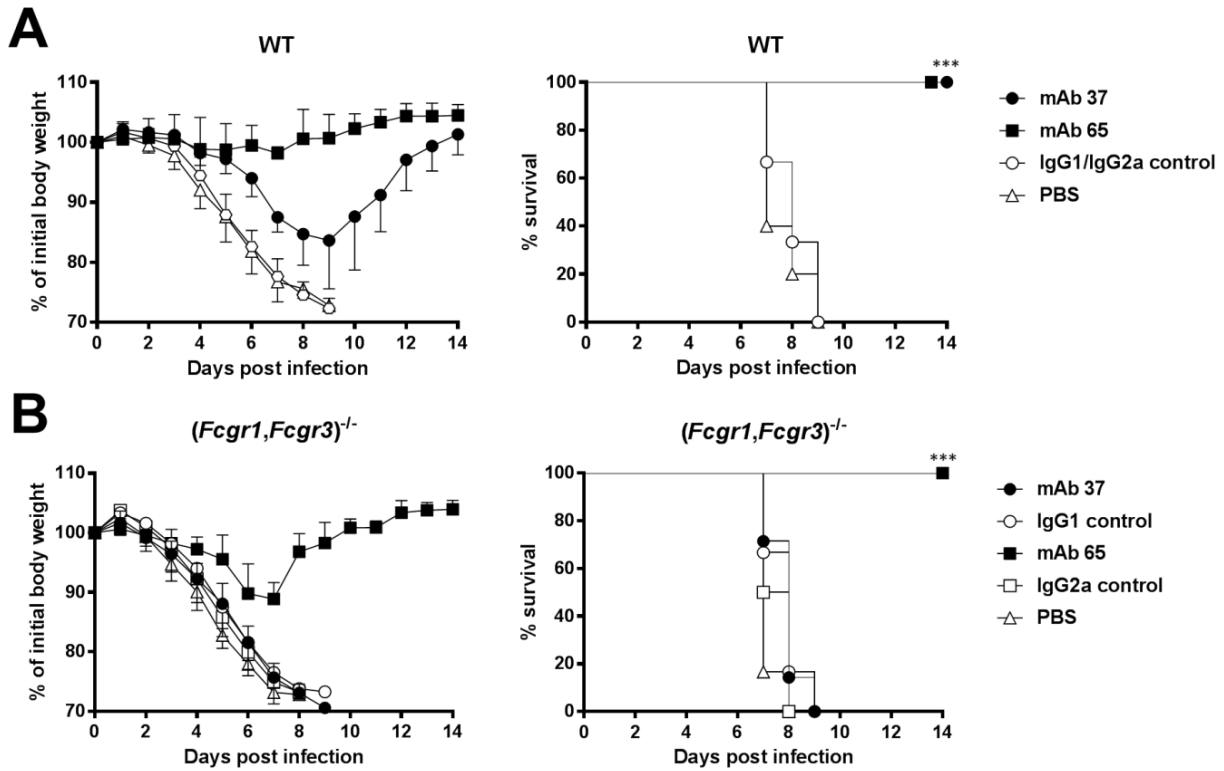 A
WT
WT
% of initial body weight
110
100
90
80
70
0 2 4 6 8 10 12 14
Days post infection
% survival
100
80
60
40
20
0
0 2 4 6 8 10 12 14
Days post infection
***
mAb 37
mAb 65
IgG1/IgG2a control
PBS
B
(Fcgr1,Fcgr3)-/-
(Fcgr1,Fcgr3)-/-
% of initial body weight
110
100
90
80
70
0 2 4 6 8 10 12 14
Days post infection
% survival
100
80
60
40
20
0
0 2 4 6 8 10 12 14
Days post infection
***
mAb 37
IgG1 control
mAb 65
IgG2a control
PBS